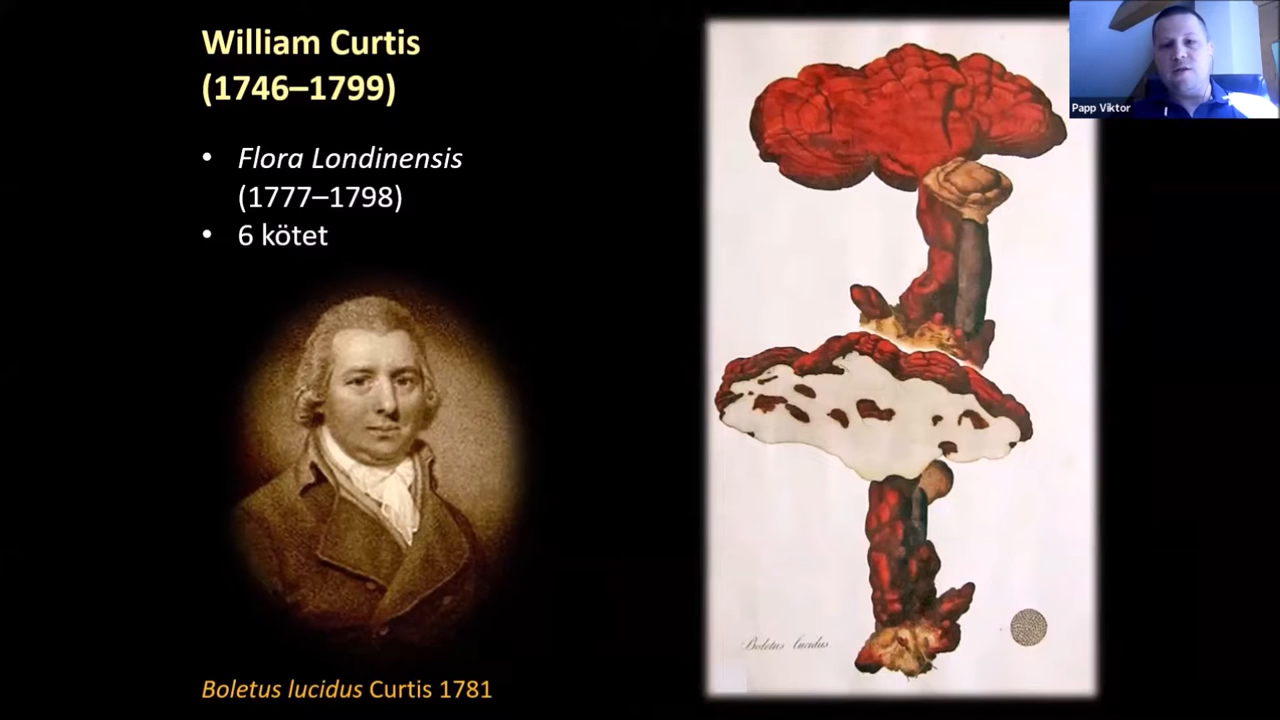 William Curtis
(1746–1799)
• Flora Londinensis
(1777–1798)
• 6 kötet
Boletus lucidus Curtis 1781
Boletus lucidus
Papp Viktor